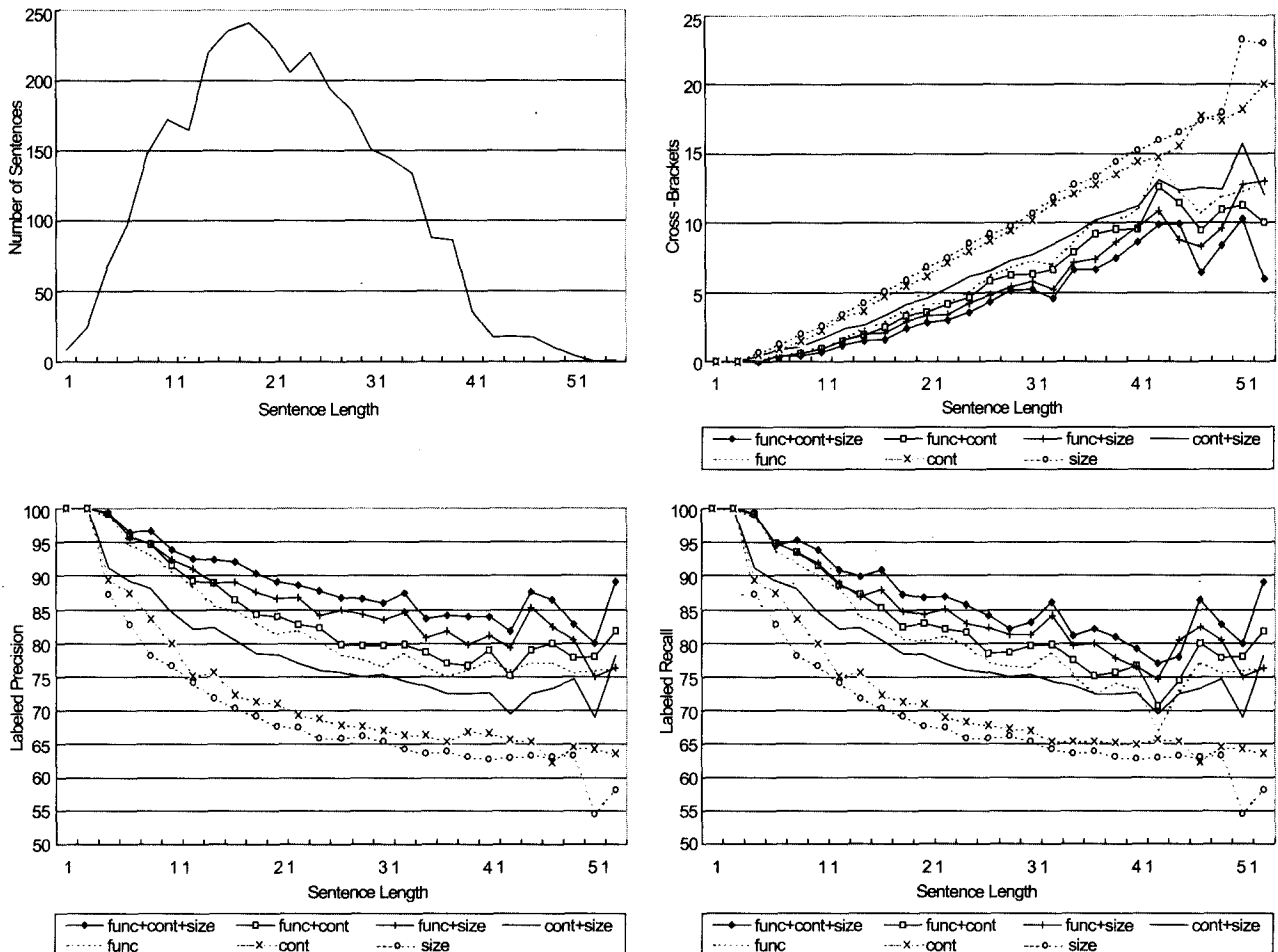 250
200
150
100
50
0
Number of Sentences
1 11 21 31 41 51
Sentence Length
25
20
15
10
5
0
Cross -Brackets
1 11 21 31 41 51
Sentence Length
func+cont+size func+cont func+size cont+size
func cont size
100
95
90
85
80
75
70
65
60
55
50
Labeled Precision
1 11 21 31 41 51
Sentence Length
func+cont+size func+cont func+size cont+size
func cont size
100
95
90
85
80
75
70
65
60
55
50
Labeled Recall
1 11 21 31 41 51
Sentence Length
func+cont+size func+cont func+size cont+size
func cont size